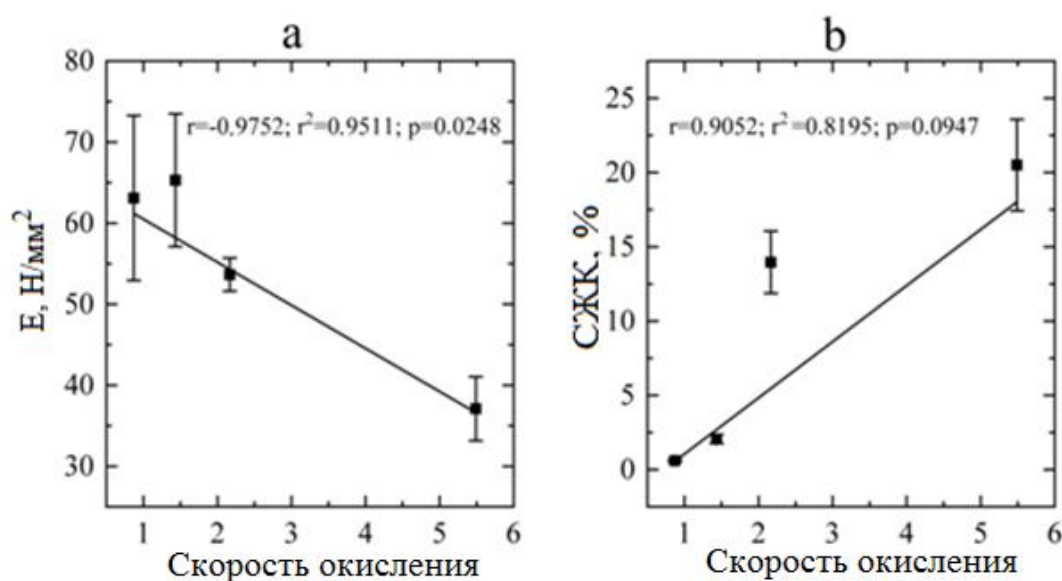 a
80
70
60
50
40
30
r=-0.9752; r²=0.9511; p=0.0248
E, Н/мм²
1 2 3 4 5 6
Скорость окисления
b
25
20
15
10
5
0
r=0.9052; r² =0.8195; p=0.0947
СЖК, %
1 2 3 4 5 6
Скорость окисления